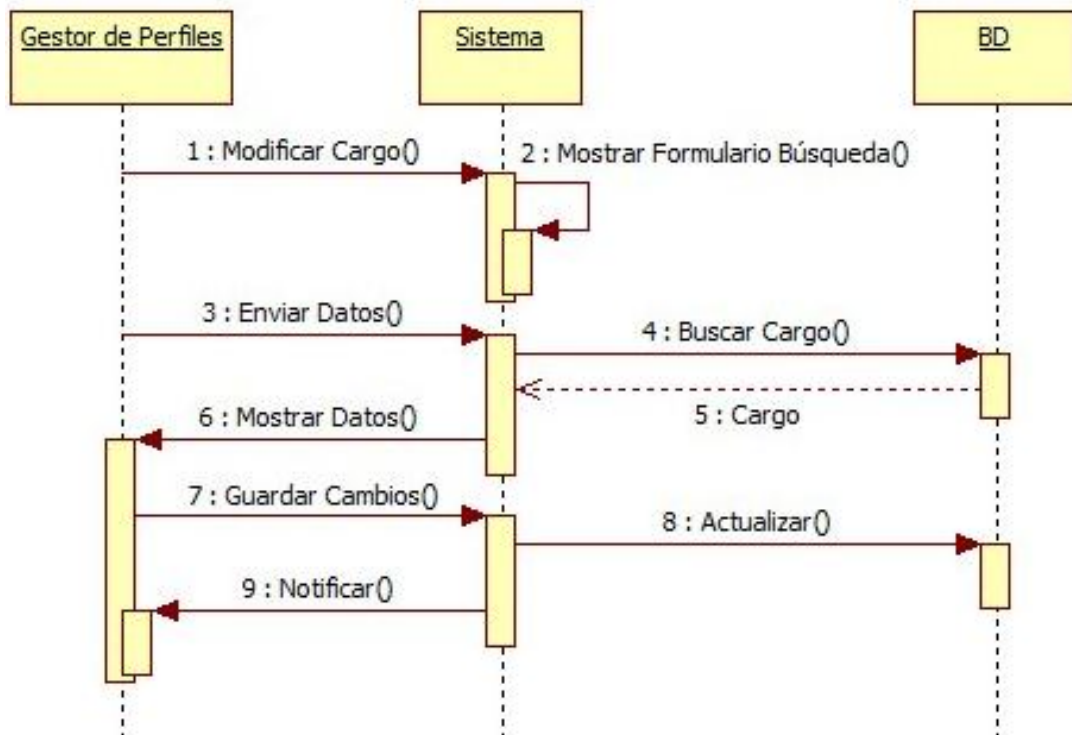 Gestor de Perfiles
Sistema
BD
1 : Modificar Cargo()
2 : Mostrar Formulario Búsqueda()
3 : Enviar Datos()
4 : Buscar Cargo()
5 : Cargo
6 : Mostrar Datos()
7 : Guardar Cambios()
8 : Actualizar()
9 : Notificar()